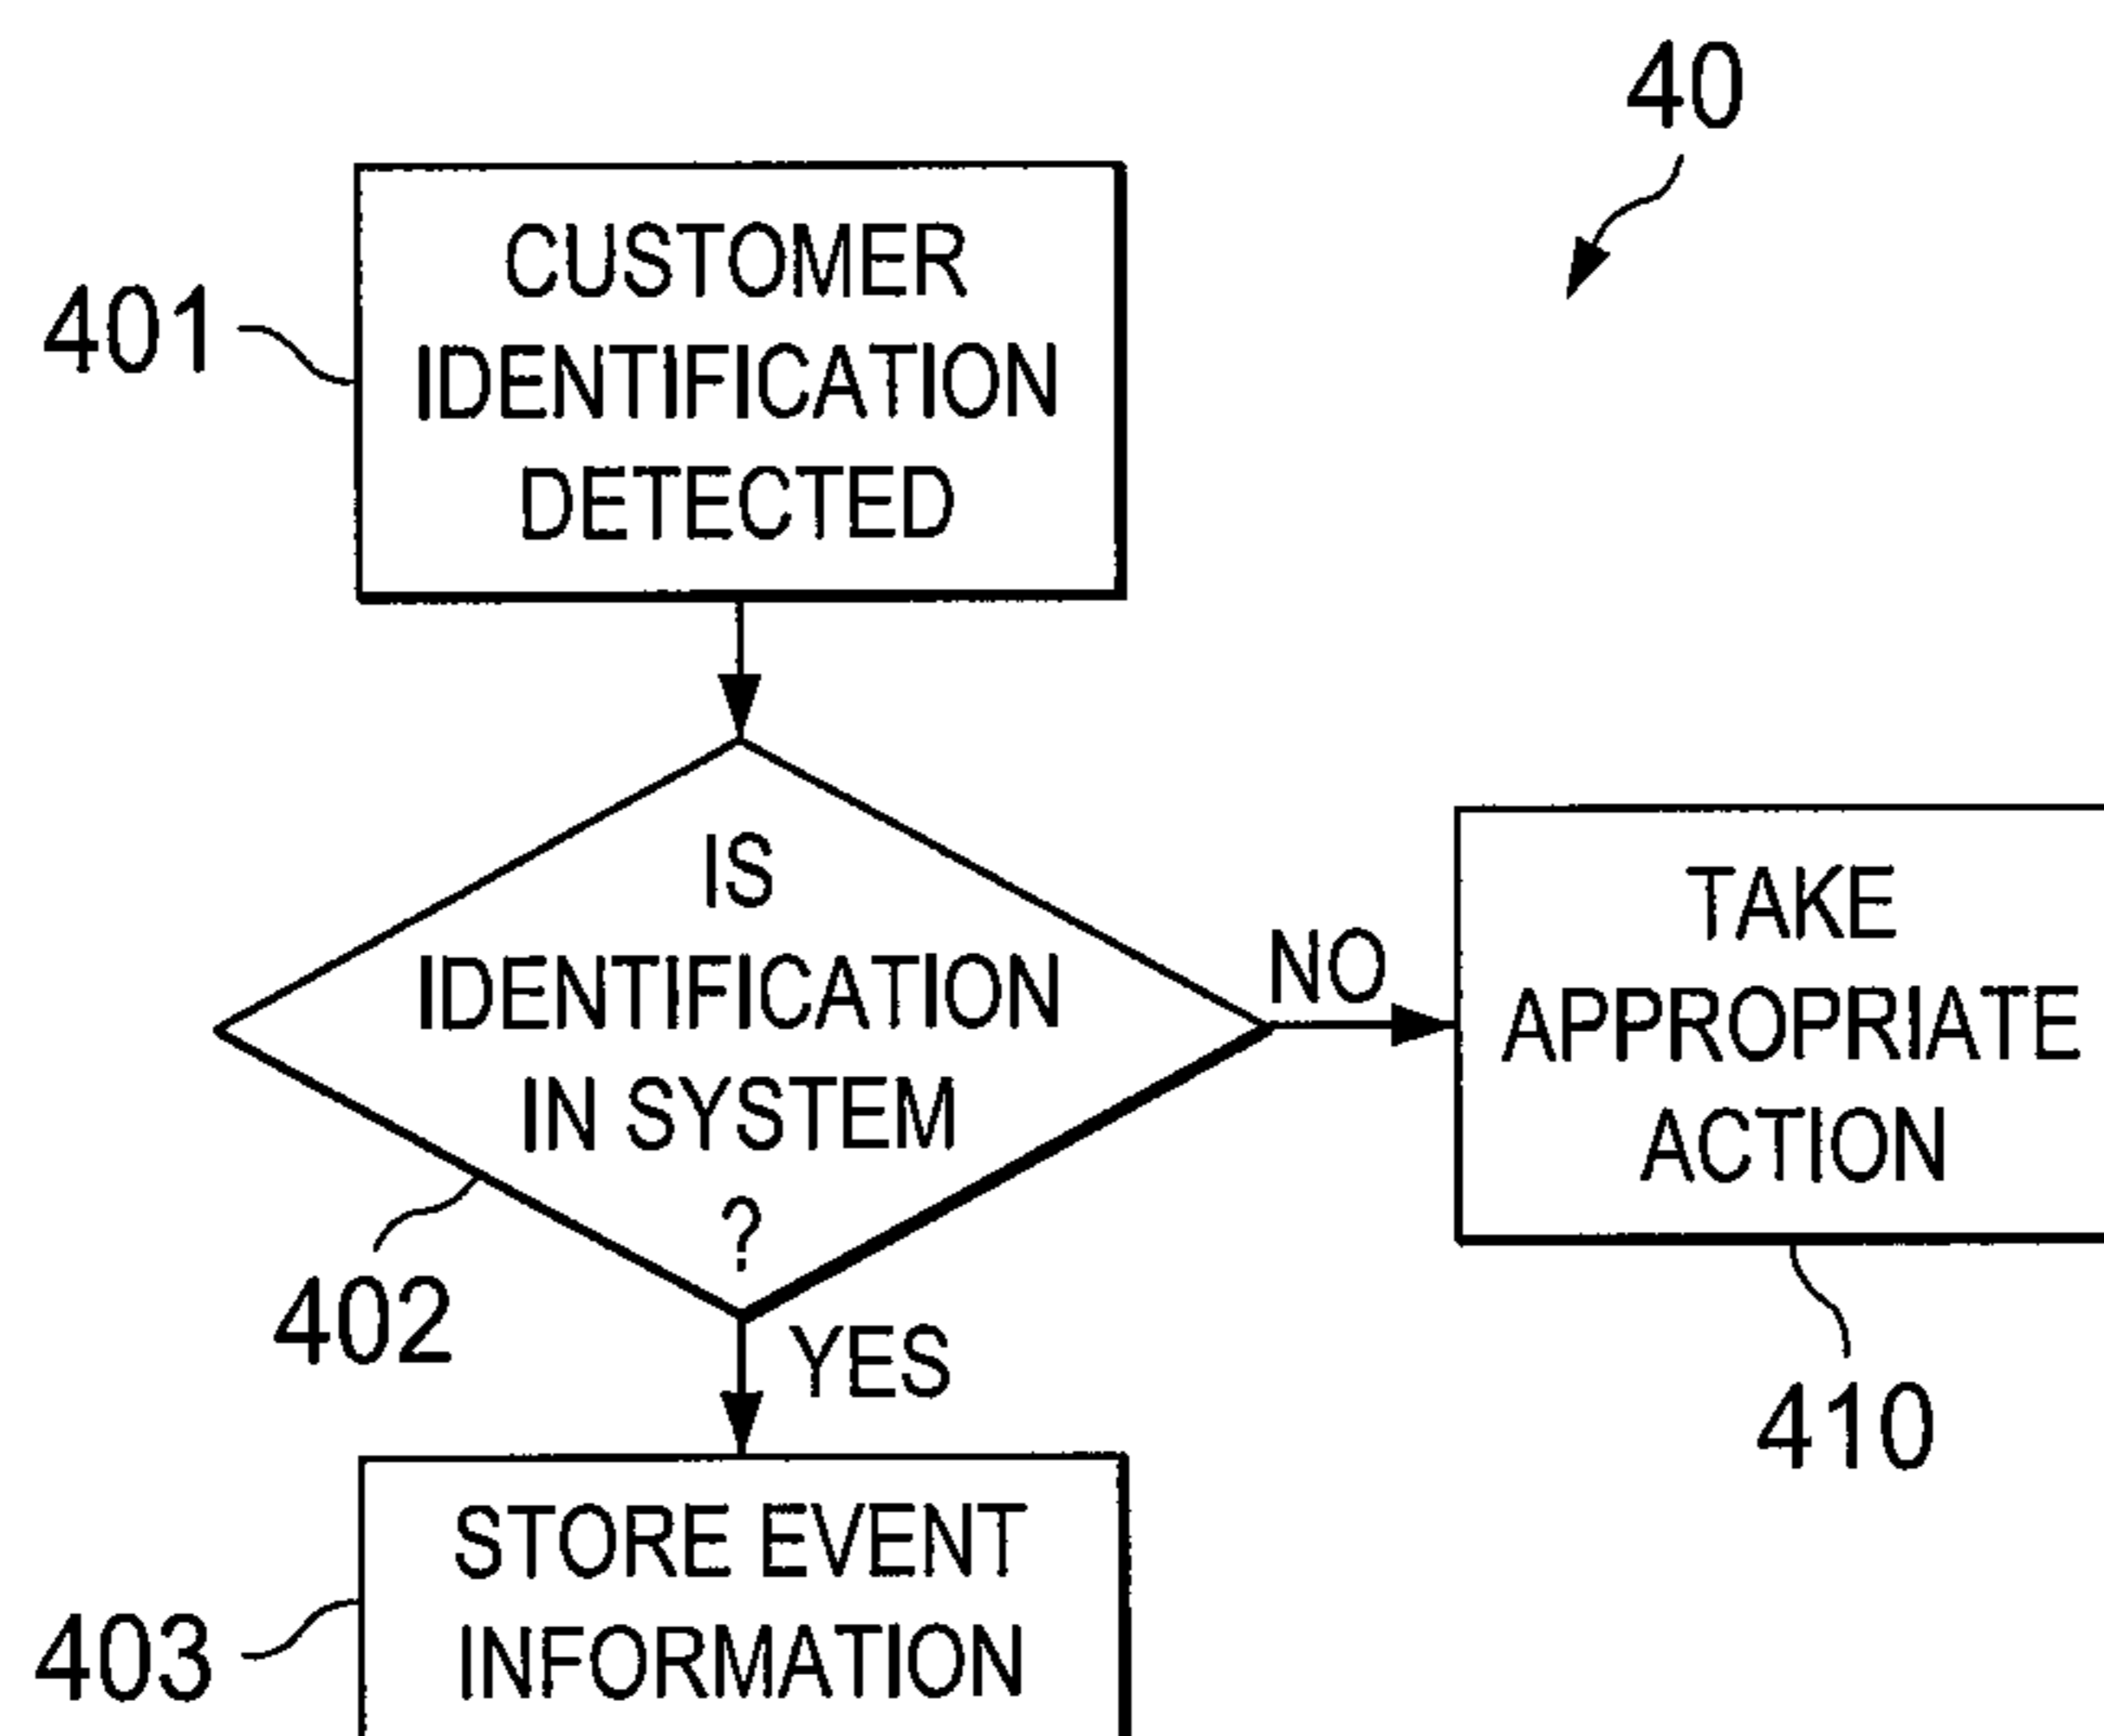 40
401
CUSTOMER
IDENTIFICATION
DETECTED
IS
IDENTIFICATION
IN SYSTEM
?
402
NO
TAKE
APPROPRIATE
ACTION
410
YES
403
STORE EVENT
INFORMATION